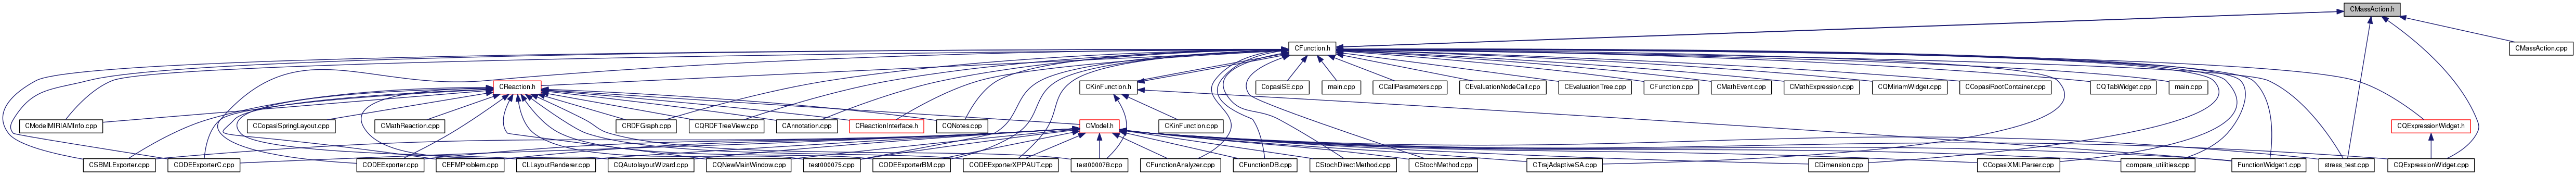 CMassAction.h
CFunction.h
CMassAction.cpp
CReaction.h
CKinFunction.h
CopasiSE.cpp
main.cpp
CCallParameters.cpp
CEvaluationNodeCall.cpp
CEvaluationTree.cpp
CFunction.cpp
CMathEvent.cpp
CMathExpression.cpp
CQMiriamWidget.cpp
CCopasiRootContainer.cpp
CQTabWidget.cpp
main.cpp
CModelMIRIAMInfo.cpp
CCopasiSpringLayout.cpp
CMathReaction.cpp
CRDFGraph.cpp
CQRDFTreeView.cpp
CAnnotation.cpp
CReactionInterface.h
CQNotes.cpp
CModel.h
CKinFunction.cpp
CQExpressionWidget.h
CSBMLExporter.cpp
CODEExporterC.cpp
CODEExporter.cpp
CEFMProblem.cpp
CLLayoutRenderer.cpp
CQAutolayoutWizard.cpp
CQNewMainWindow.cpp
test000075.cpp
CODEExporterBM.cpp
CODEExporterXPPAUT.cpp
test000078.cpp
CFunctionAnalyzer.cpp
CFunctionDB.cpp
CStochDirectMethod.cpp
CStochMethod.cpp
CTrajAdaptiveSA.cpp
CDimension.cpp
CCopasiXMLParser.cpp
compare_utilities.cpp
FunctionWidget1.cpp
stress_test.cpp
CQExpressionWidget.cpp